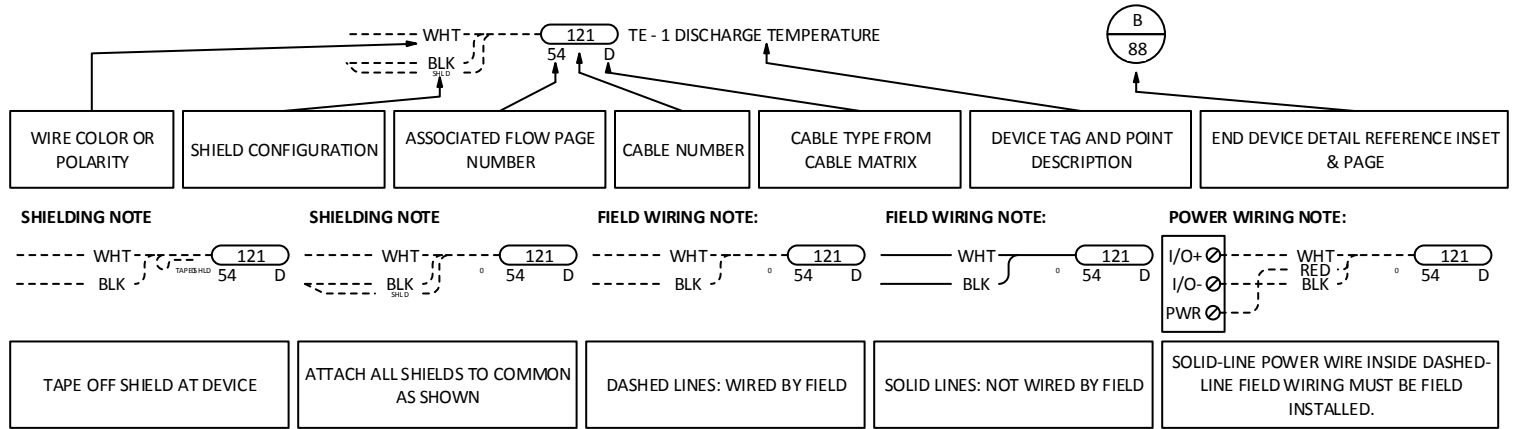 WHT 121 TE - 1 DISCHARGE TEMPERATURE
54 D
BLK
SHLD
B
88
WIRE COLOR OR
POLARITY
SHIELD CONFIGURATION
ASSOCIATED FLOW PAGE
NUMBER
CABLE NUMBER
CABLE TYPE FROM
CABLE MATRIX
DEVICE TAG AND POINT
DESCRIPTION
END DEVICE DETAIL REFERENCE INSET
& PAGE
SHIELDING NOTE
WHT 121
TAPE SHLD 54 D
BLK
TAPE OFF SHIELD AT DEVICE
SHIELDING NOTE
WHT 121
0 54 D
BLK
SHLD
ATTACH ALL SHIELDS TO COMMON
AS SHOWN
FIELD WIRING NOTE:
WHT 121
0 54 D
BLK
DASHED LINES: WIRED BY FIELD
FIELD WIRING NOTE:
WHT 121
0 54 D
BLK
SOLID LINES: NOT WIRED BY FIELD
POWER WIRING NOTE:
I/O+ WHT 121
RED 0 54 D
I/O- BLK
PWR
SOLID-LINE POWER WIRE INSIDE DASHED-
LINE FIELD WIRING MUST BE FIELD
INSTALLED.